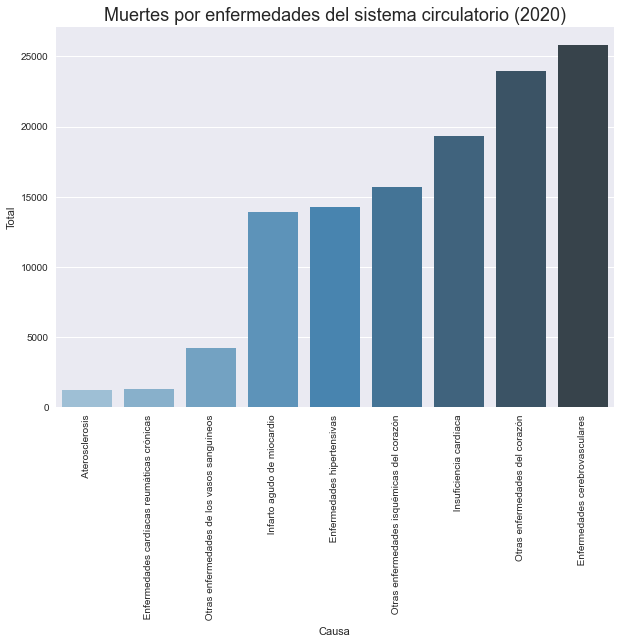 Muertes por enfermedades del sistema circulatorio (2020)
Total
25000
20000
15000
10000
5000
0
Aterosclerosis
Enfermedades cardíacas reumáticas crónicas
Otras enfermedades de los vasos sanguíneos
Infarto agudo de miocardio
Enfermedades hipertensivas
Otras enfermedades isquémicas del corazón
Insuficiencia cardíaca
Otras enfermedades del corazón
Enfermedades cerebrovasculares
Causa